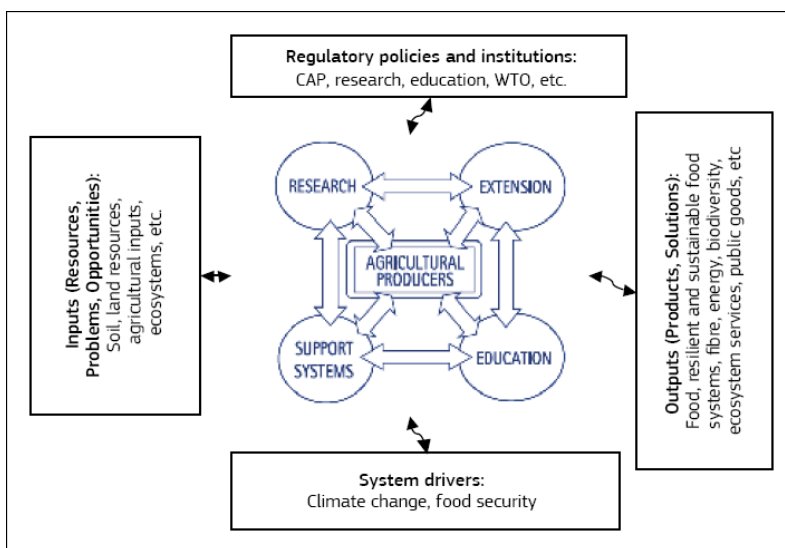 Regulatory policies and institutions:
CAP, research, education, WTO, etc.
Inputs (Resources,
Problems, Opportunities):
Soil, land resources,
agricultural inputs,
ecosystems, etc.
RESEARCH
EXTENSION
AGRICULTURAL
PRODUCERS
SUPPORT
SYSTEMS
EDUCATION
Outputs (Products, Solutions):
Food, resilient and sustainable food
systems, fibre, energy, biodiversity,
ecosystem services, public goods, etc
System drivers:
Climate change, food security